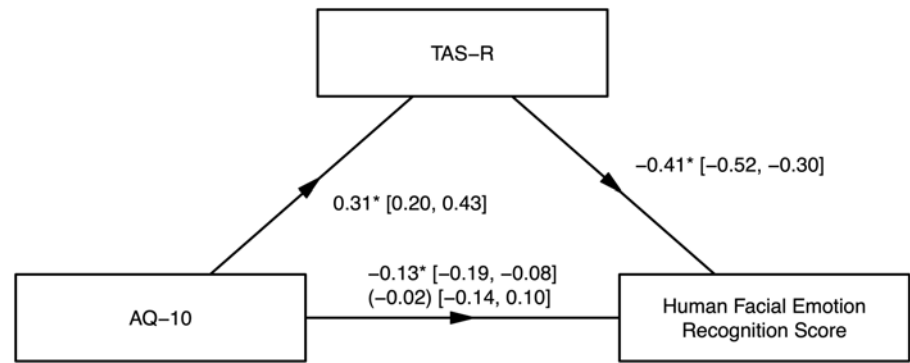 TAS−R
−0.41* [−0.52, −0.30]
0.31* [0.20, 0.43]
−0.13* [−0.19, −0.08]
(−0.02) [−0.14, 0.10]
AQ−10
Human Facial Emotion
Recognition Score